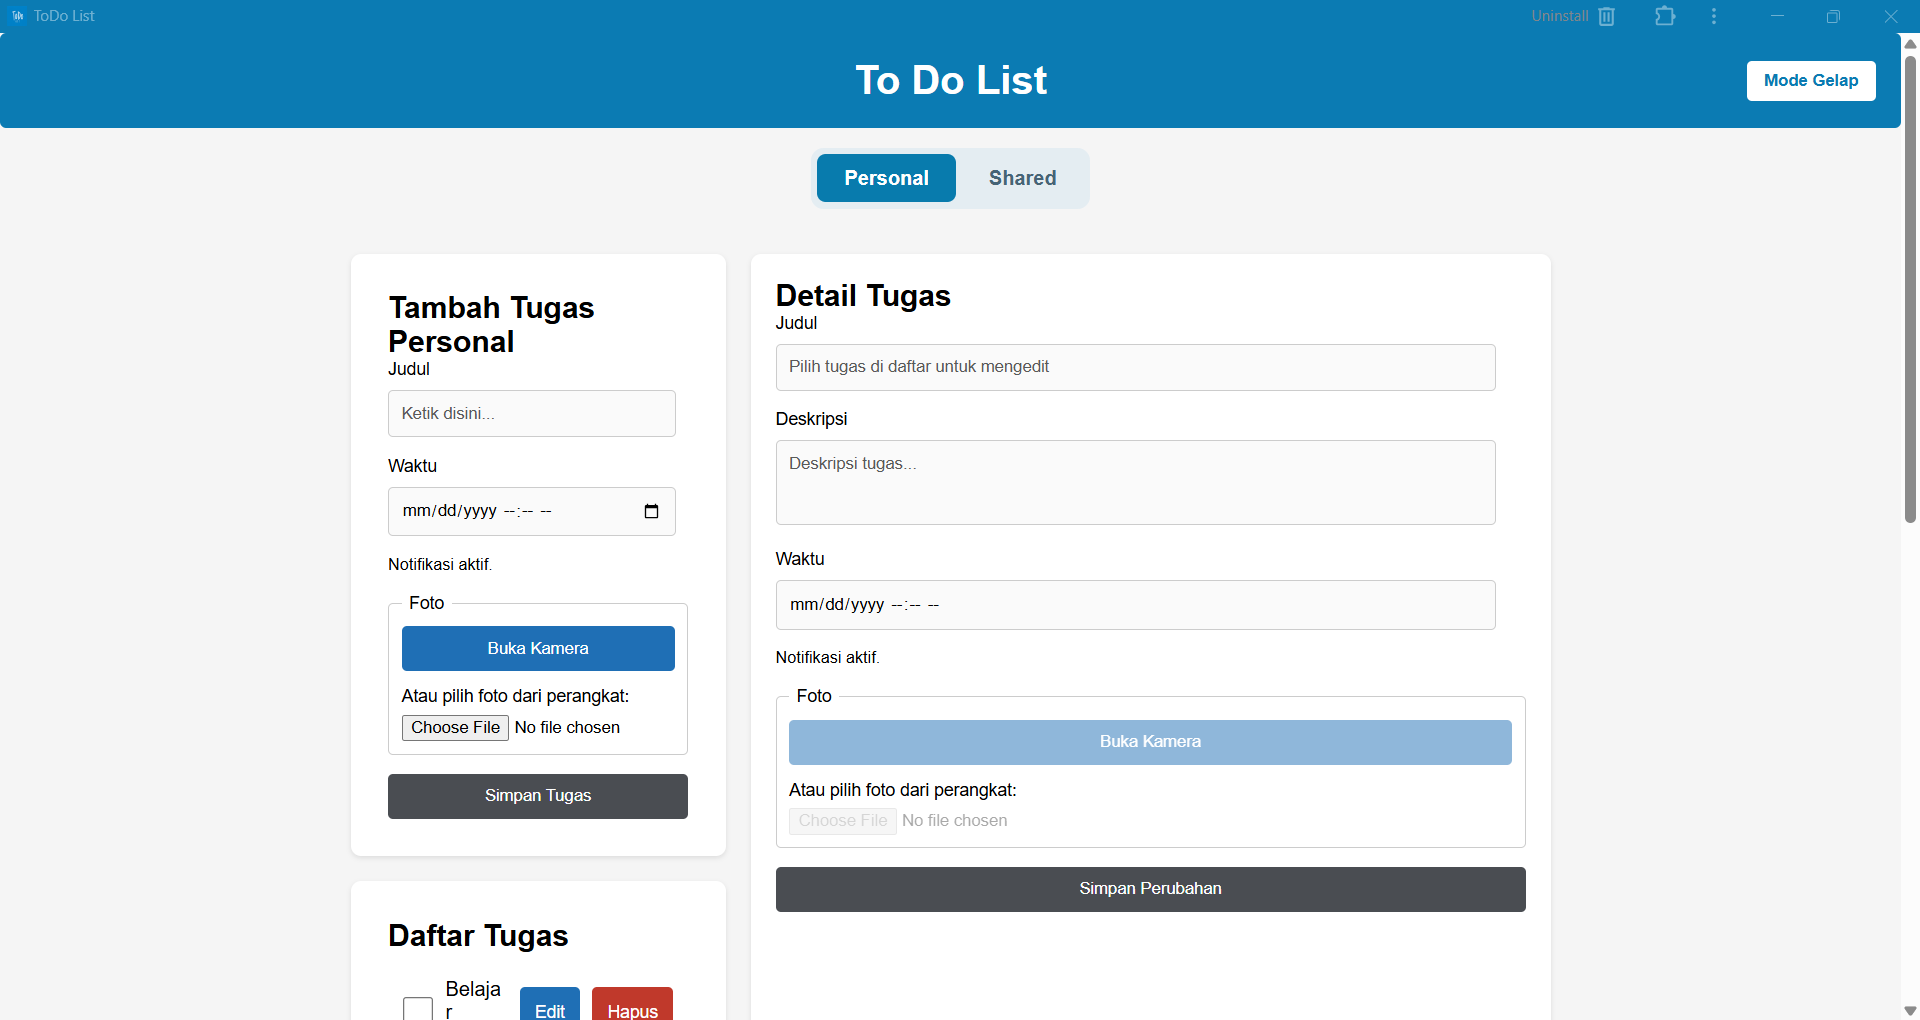 ToDo List
Uninstall
To Do List
Mode Gelap
Personal
Shared
Tambah Tugas
Personal
Judul
Ketik disini...
Waktu
mm/dd/yyyy --:-- --
Notifikasi aktif.
Foto
Buka Kamera
Atau pilih foto dari perangkat:
Choose File No file chosen
Simpan Tugas
Daftar Tugas
Belaja
r
Edit
Hapus
Detail Tugas
Judul
Pilih tugas di daftar untuk mengedit
Deskripsi
Deskripsi tugas...
Waktu
mm/dd/yyyy --:-- --
Notifikasi aktif.
Foto
Buka Kamera
Atau pilih foto dari perangkat:
Choose File No file chosen
Simpan Perubahan